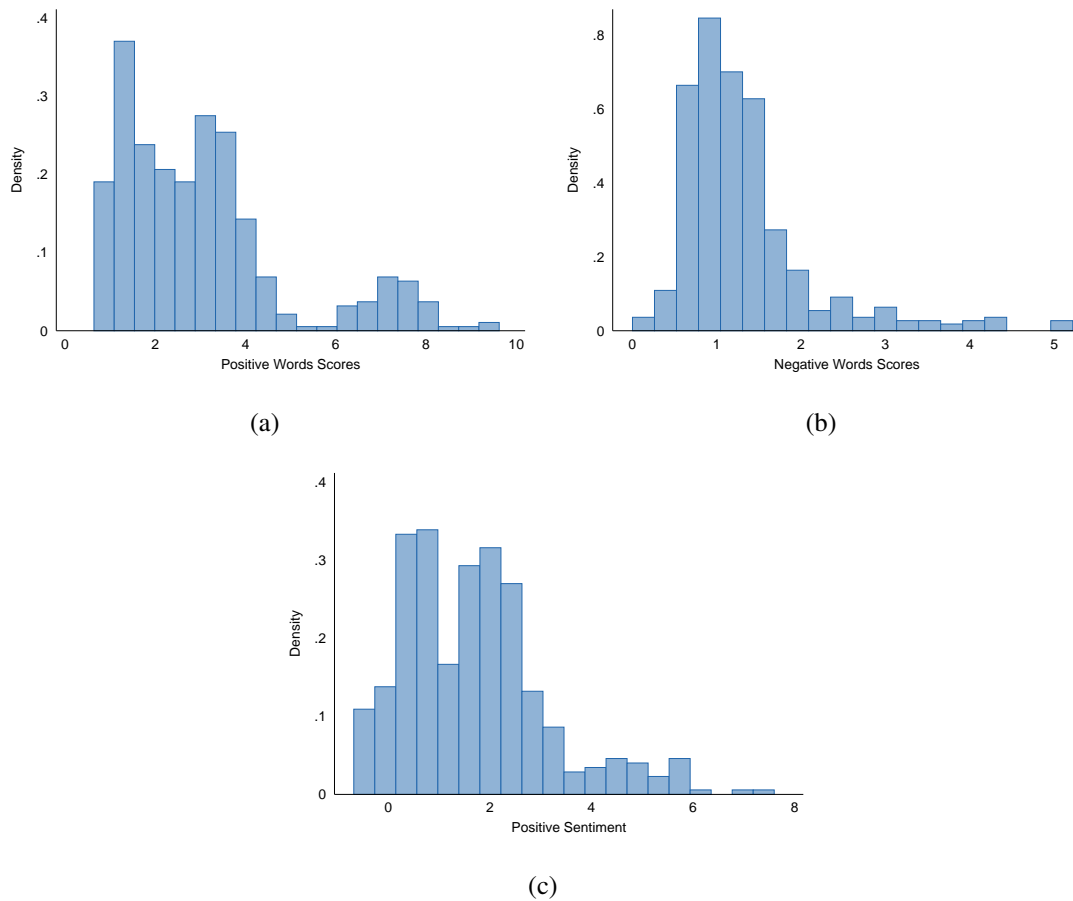 .4
.3
.2
.1
0
Density
0 2 4 6 8 10
Positive Words Scores
(a)
.8
.6
.4
.2
0
Density
0 1 2 3 4 5
Negative Words Scores
(b)
.4
.3
.2
.1
0
Density
0 2 4 6 8
Positive Sentiment
(c)